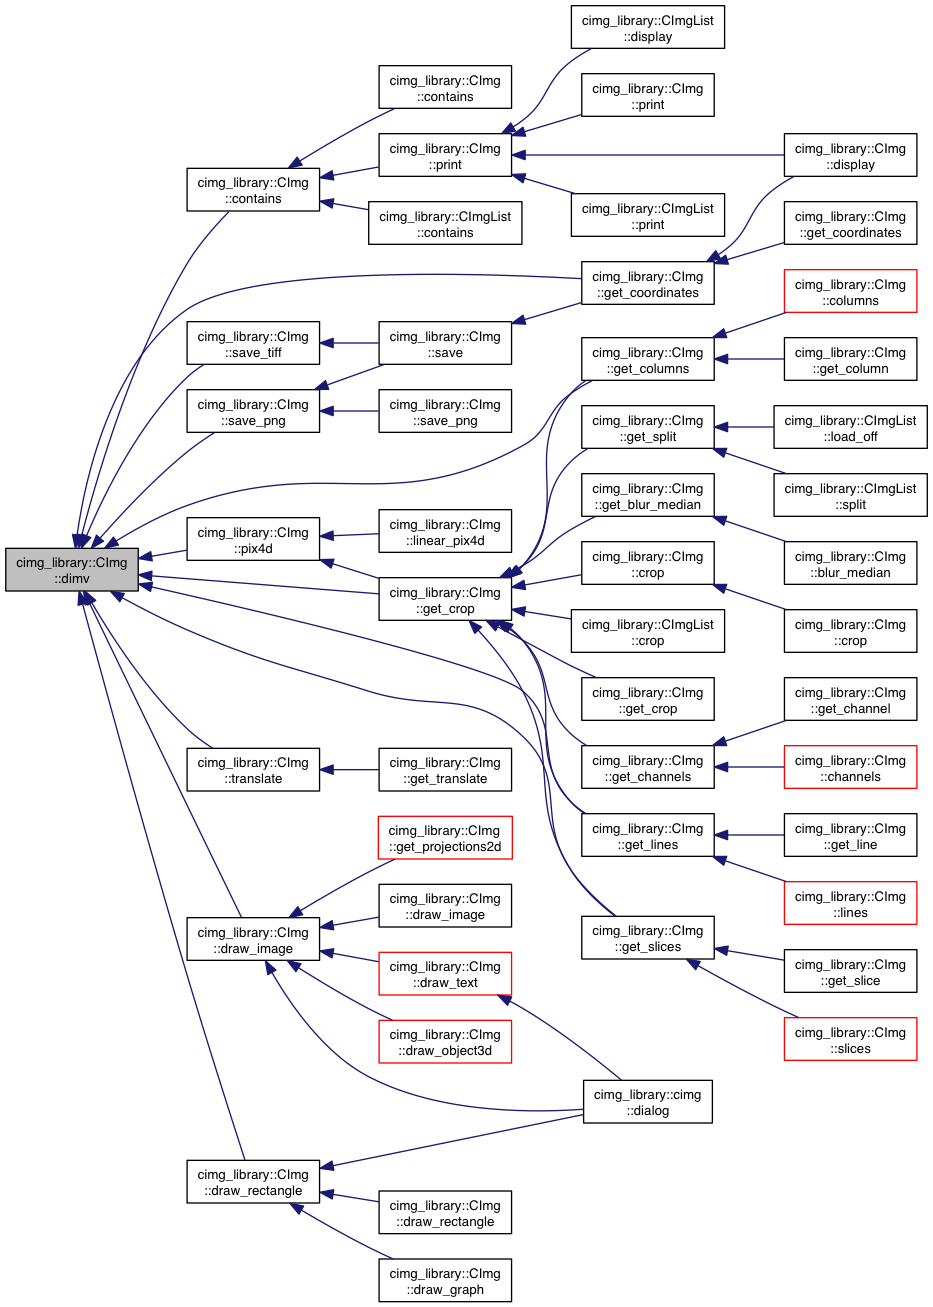 cimg_library::CImgList
::display
cimg_library::CImg
::contains
cimg_library::CImg
::print
cimg_library::CImg
::print
cimg_library::CImg
::display
cimg_library::CImg
::contains
cimg_library::CImgList
::contains
cimg_library::CImgList
::print
cimg_library::CImg
::get_coordinates
cimg_library::CImg
::get_coordinates
cimg_library::CImg
::columns
cimg_library::CImg
::save_tiff
cimg_library::CImg
::save
cimg_library::CImg
::get_columns
cimg_library::CImg
::get_column
cimg_library::CImg
::save_png
cimg_library::CImg
::save_png
cimg_library::CImg
::get_split
cimg_library::CImgList
::load_off
cimg_library::CImg
::get_blur_median
cimg_library::CImgList
::split
cimg_library::CImg
::pix4d
cimg_library::CImg
::linear_pix4d
cimg_library::CImg
::dimv
cimg_library::CImg
::crop
cimg_library::CImg
::blur_median
cimg_library::CImg
::get_crop
cimg_library::CImgList
::crop
cimg_library::CImg
::crop
cimg_library::CImg
::get_crop
cimg_library::CImg
::get_channel
cimg_library::CImg
::translate
cimg_library::CImg
::get_translate
cimg_library::CImg
::get_channels
cimg_library::CImg
::channels
cimg_library::CImg
::get_projections2d
cimg_library::CImg
::get_lines
cimg_library::CImg
::get_line
cimg_library::CImg
::draw_image
cimg_library::CImg
::lines
cimg_library::CImg
::draw_image
cimg_library::CImg
::draw_text
cimg_library::CImg
::get_slices
cimg_library::CImg
::get_slice
cimg_library::CImg
::draw_object3d
cimg_library::CImg
::slices
cimg_library::cimg
::dialog
cimg_library::CImg
::draw_rectangle
cimg_library::CImg
::draw_rectangle
cimg_library::CImg
::draw_graph